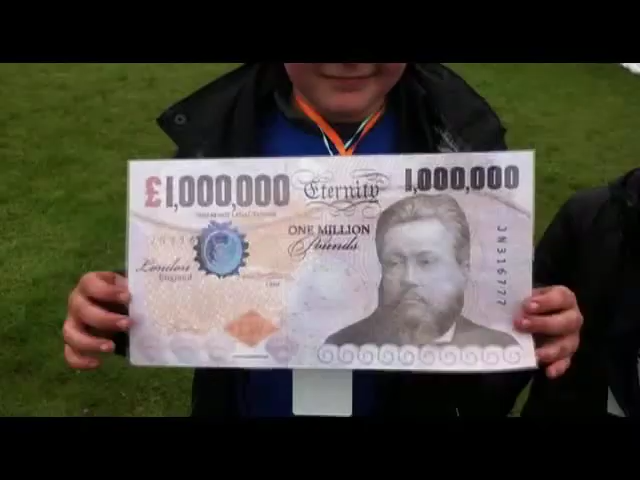 £1,000,000
Eternity
1,000,000
ONE MILLION
Pounds
London
England
JN316777